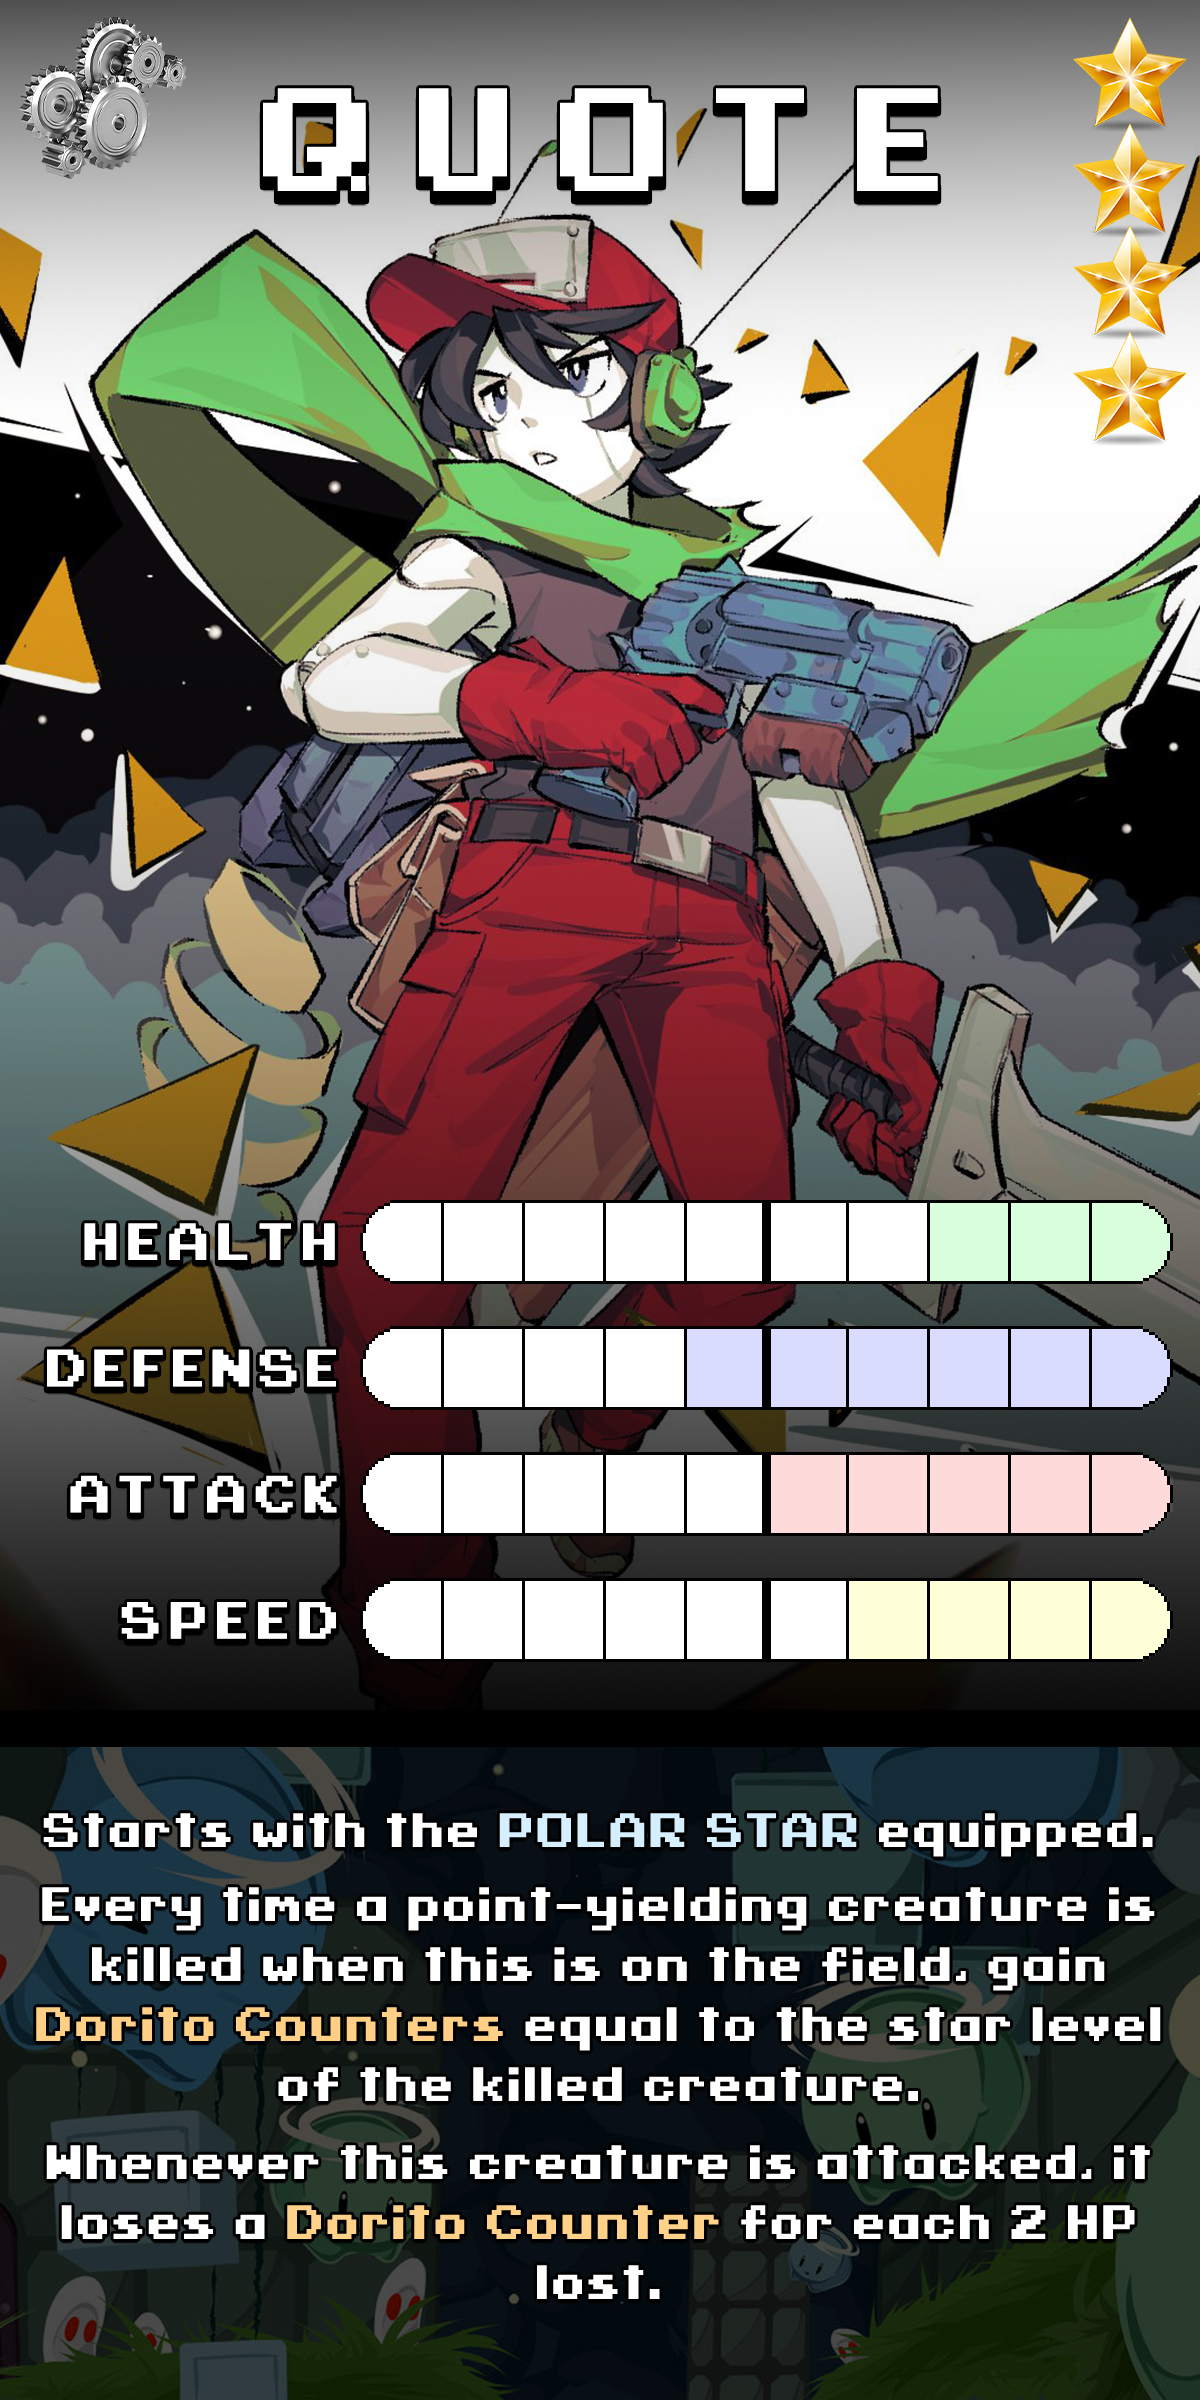 QUOTE
HEALTH
DEFENSE
ATTACK
SPEED
Starts with the POLAR STAR equipped.
Every time a point-yielding creature is
killed when this is on the field, gain
Dorito Counters equal to the star level
of the killed creature.
Whenever this creature is attacked, it
loses a Dorito Counter for each 2 HP
lost.